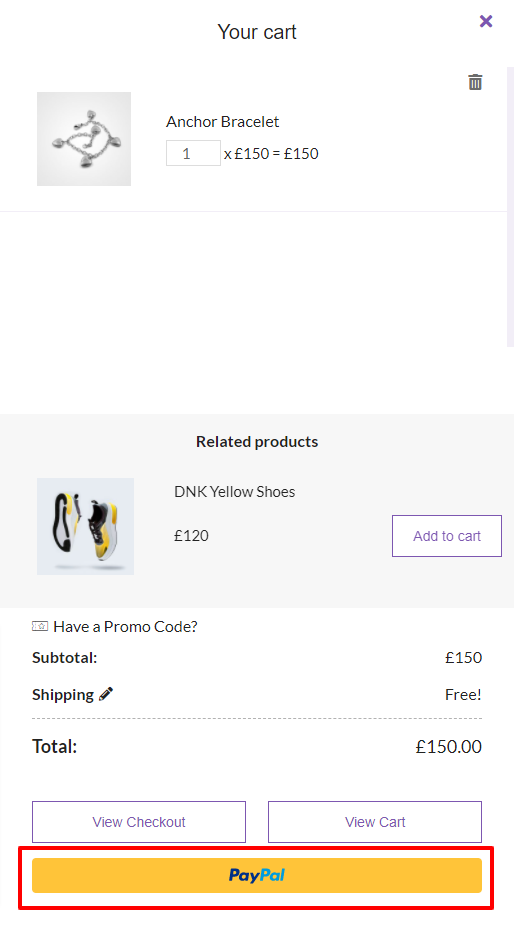 Your cart
Anchor Bracelet
1 x £150 = £150
Related products
DNK Yellow Shoes
£120
Add to cart
Have a Promo Code?
Subtotal: £150
Shipping Free!
Total: £150.00
View Checkout View Cart
PayPal